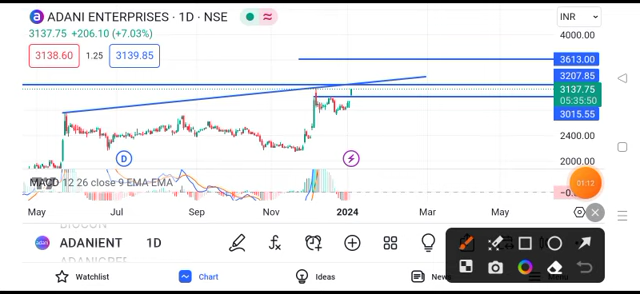 ADANI ENTERPRISES · 1D · NSE
INR
3137.75 +206.10 (+7.03%)
4000.00
3138.60 1.25 3139.85
3613.00
3207.85
3137.75
05:35:50
3015.55
2400.00
2000.00
D
12 26 close 9 EMA EMA
01:12
May Jul Sep Nov 2024 Mar May
ADANIENT 1D
Watchlist Chart Ideas News